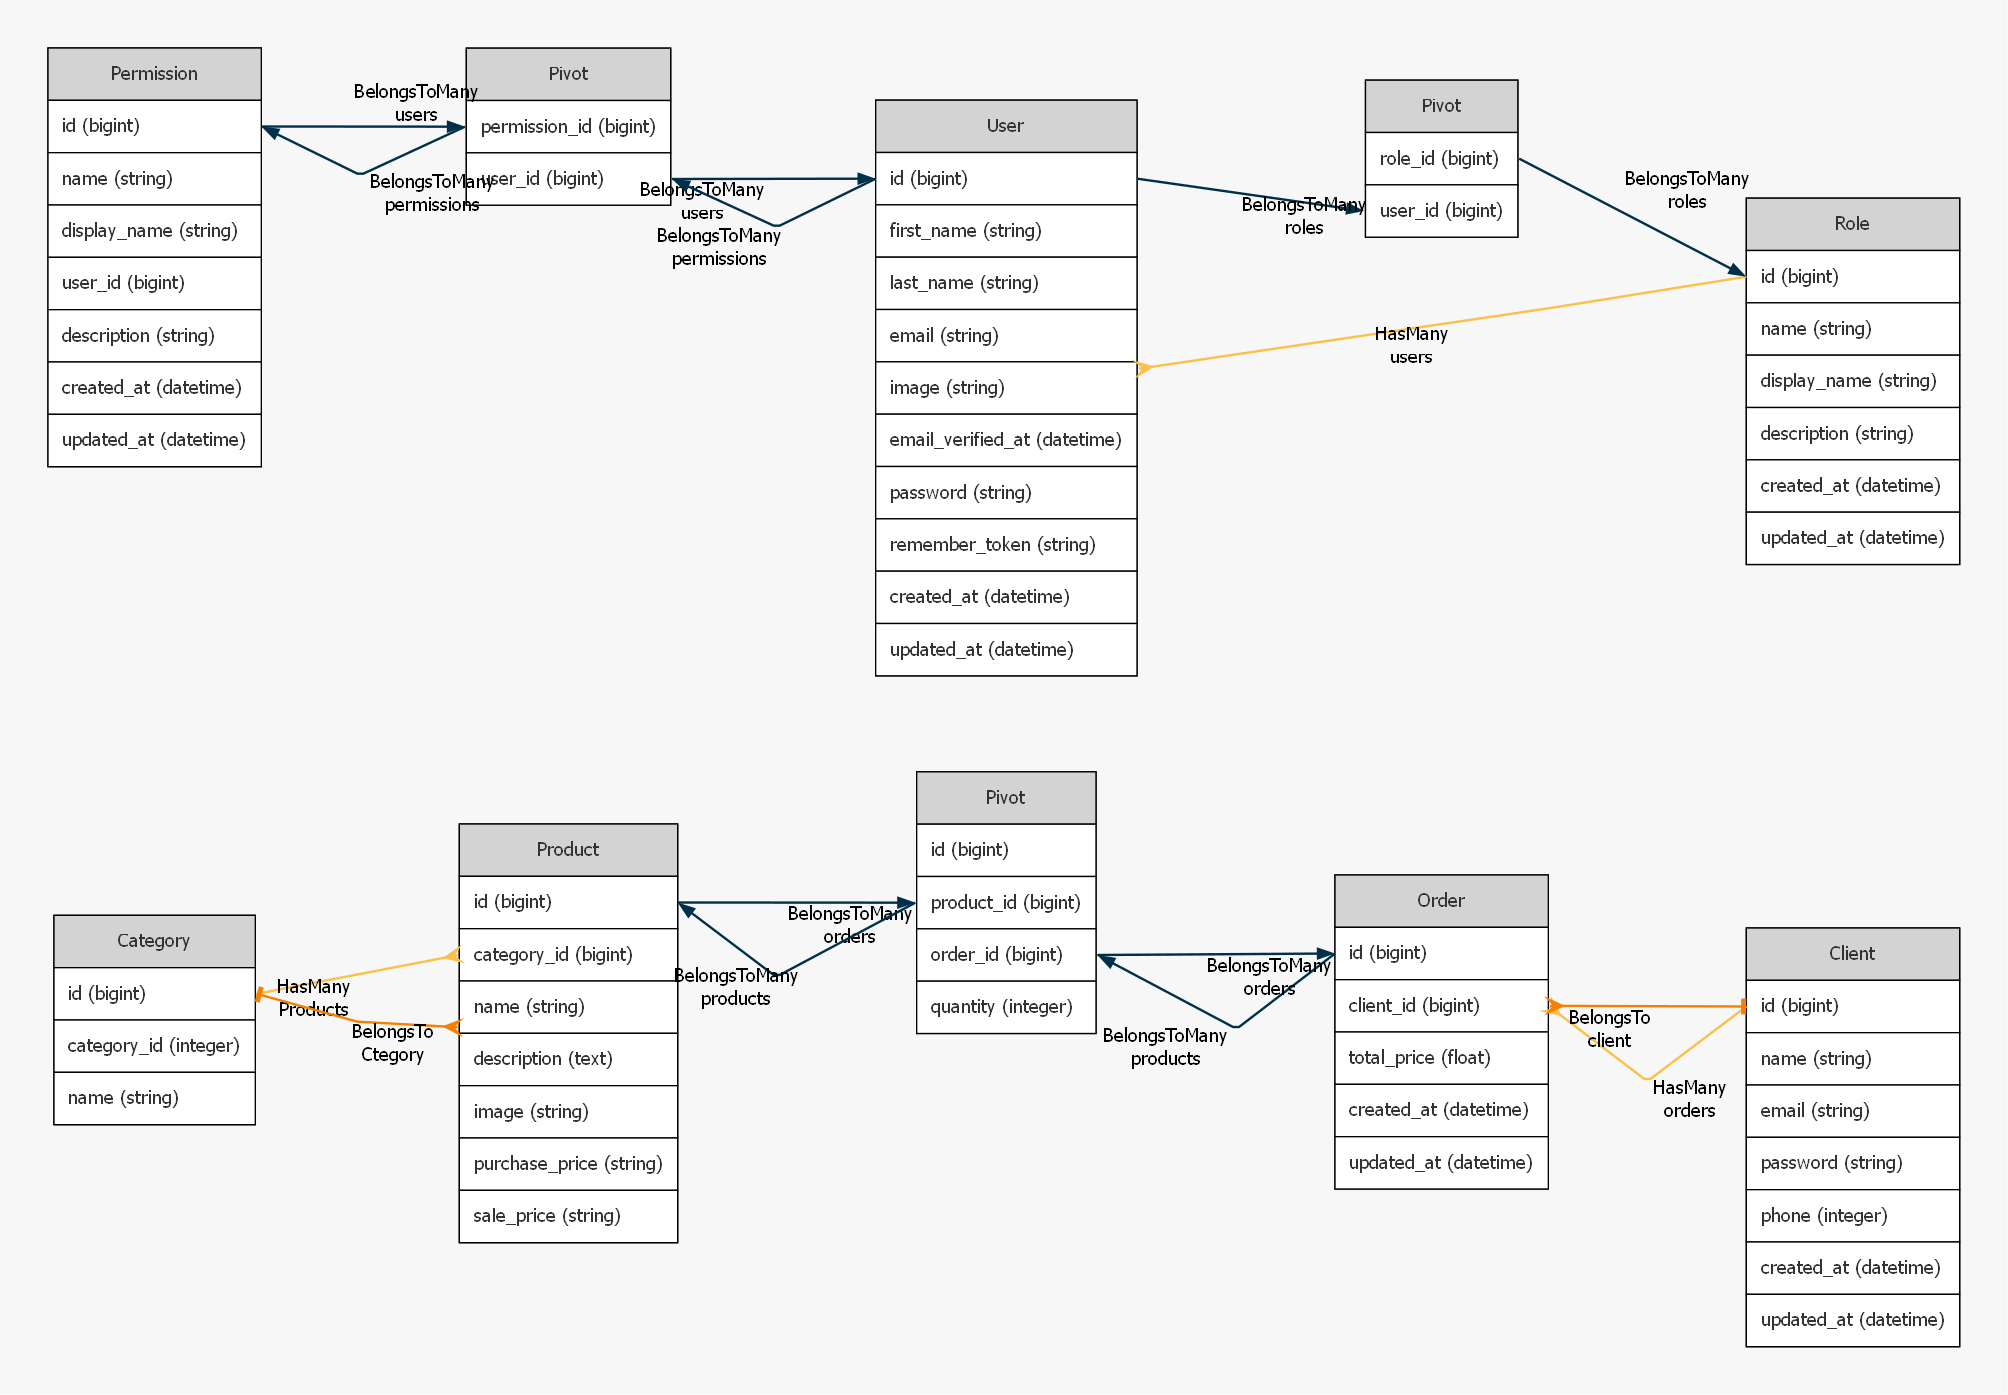 Permission
id (bigint)
name (string)
display_name (string)
user_id (bigint)
description (string)
created_at (datetime)
updated_at (datetime)
BelongsToMany
users
BelongsToMany
permissions
Pivot
permission_id (bigint)
user_id (bigint)
BelongsToMany
users
BelongsToMany
permissions
User
id (bigint)
first_name (string)
last_name (string)
email (string)
image (string)
email_verified_at (datetime)
password (string)
remember_token (string)
created_at (datetime)
updated_at (datetime)
BelongsToMany
roles
Pivot
role_id (bigint)
user_id (bigint)
BelongsToMany
roles
HasMany
users
Role
id (bigint)
name (string)
display_name (string)
description (string)
created_at (datetime)
updated_at (datetime)
Category
id (bigint)
category_id (integer)
name (string)
HasMany
Products
BelongsTo
Ctegory
Product
id (bigint)
category_id (bigint)
name (string)
description (text)
image (string)
purchase_price (string)
sale_price (string)
BelongsToMany
orders
BelongsToMany
products
Pivot
id (bigint)
product_id (bigint)
order_id (bigint)
quantity (integer)
BelongsToMany
orders
BelongsToMany
products
Order
id (bigint)
client_id (bigint)
total_price (float)
created_at (datetime)
updated_at (datetime)
BelongsTo
client
HasMany
orders
Client
id (bigint)
name (string)
email (string)
password (string)
phone (integer)
created_at (datetime)
updated_at (datetime)